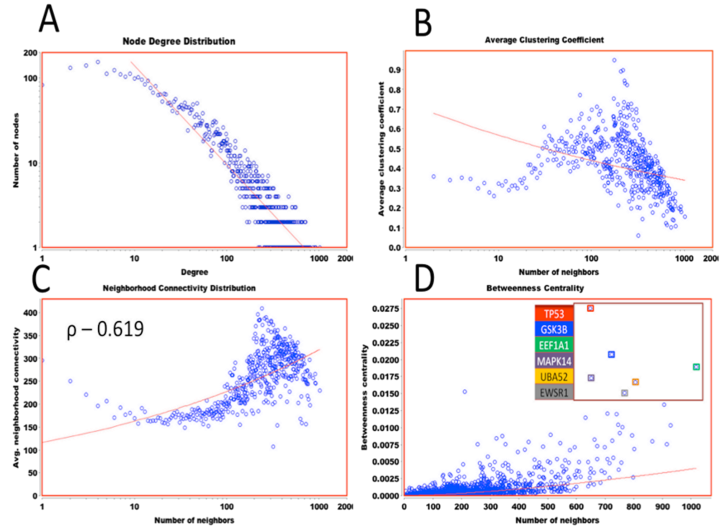 A
Node Degree Distribution
200
100
10
1
1
10
100
1000
2000
Number of nodes
Degree
B
Average Clustering Coefficient
0.9
0.8
0.7
0.6
0.5
0.4
0.3
0.2
0.1
0.0
1
10
100
1000
2000
Average clustering coefficient
Number of neighbors
C
Neighborhood Connectivity Distribution
ρ – 0.619
400
350
300
250
200
150
100
50
0
1
10
100
1000
2000
Avg. neighborhood connectivity
Number of neighbors
D
Betweenness Centrality
TP53
GSK3B
EEF1A1
MAPK14
UBA52
EWSR1
0.0275
0.0250
0.0225
0.0200
0.0175
0.0150
0.0125
0.0100
0.0075
0.0050
0.0025
0.0000
0
100
200
300
400
500
600
700
800
900
1000
Betweenness centrality
Number of neighbors